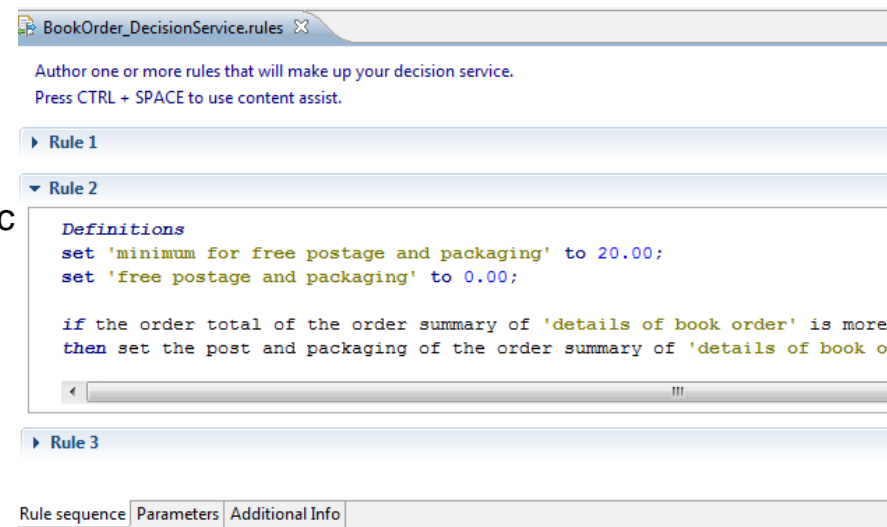 BookOrder_DecisionService.rules
Author one or more rules that will make up your decision service.
Press CTRL + SPACE to use content assist.
Rule 1
Rule 2
c
Definitions
set 'minimum for free postage and packaging' to 20.00;
set 'free postage and packaging' to 0.00;
if the order total of the order summary of 'details of book order' is more
then set the post and packaging of the order summary of 'details of book o
Rule 3
Rule sequence Parameters Additional Info